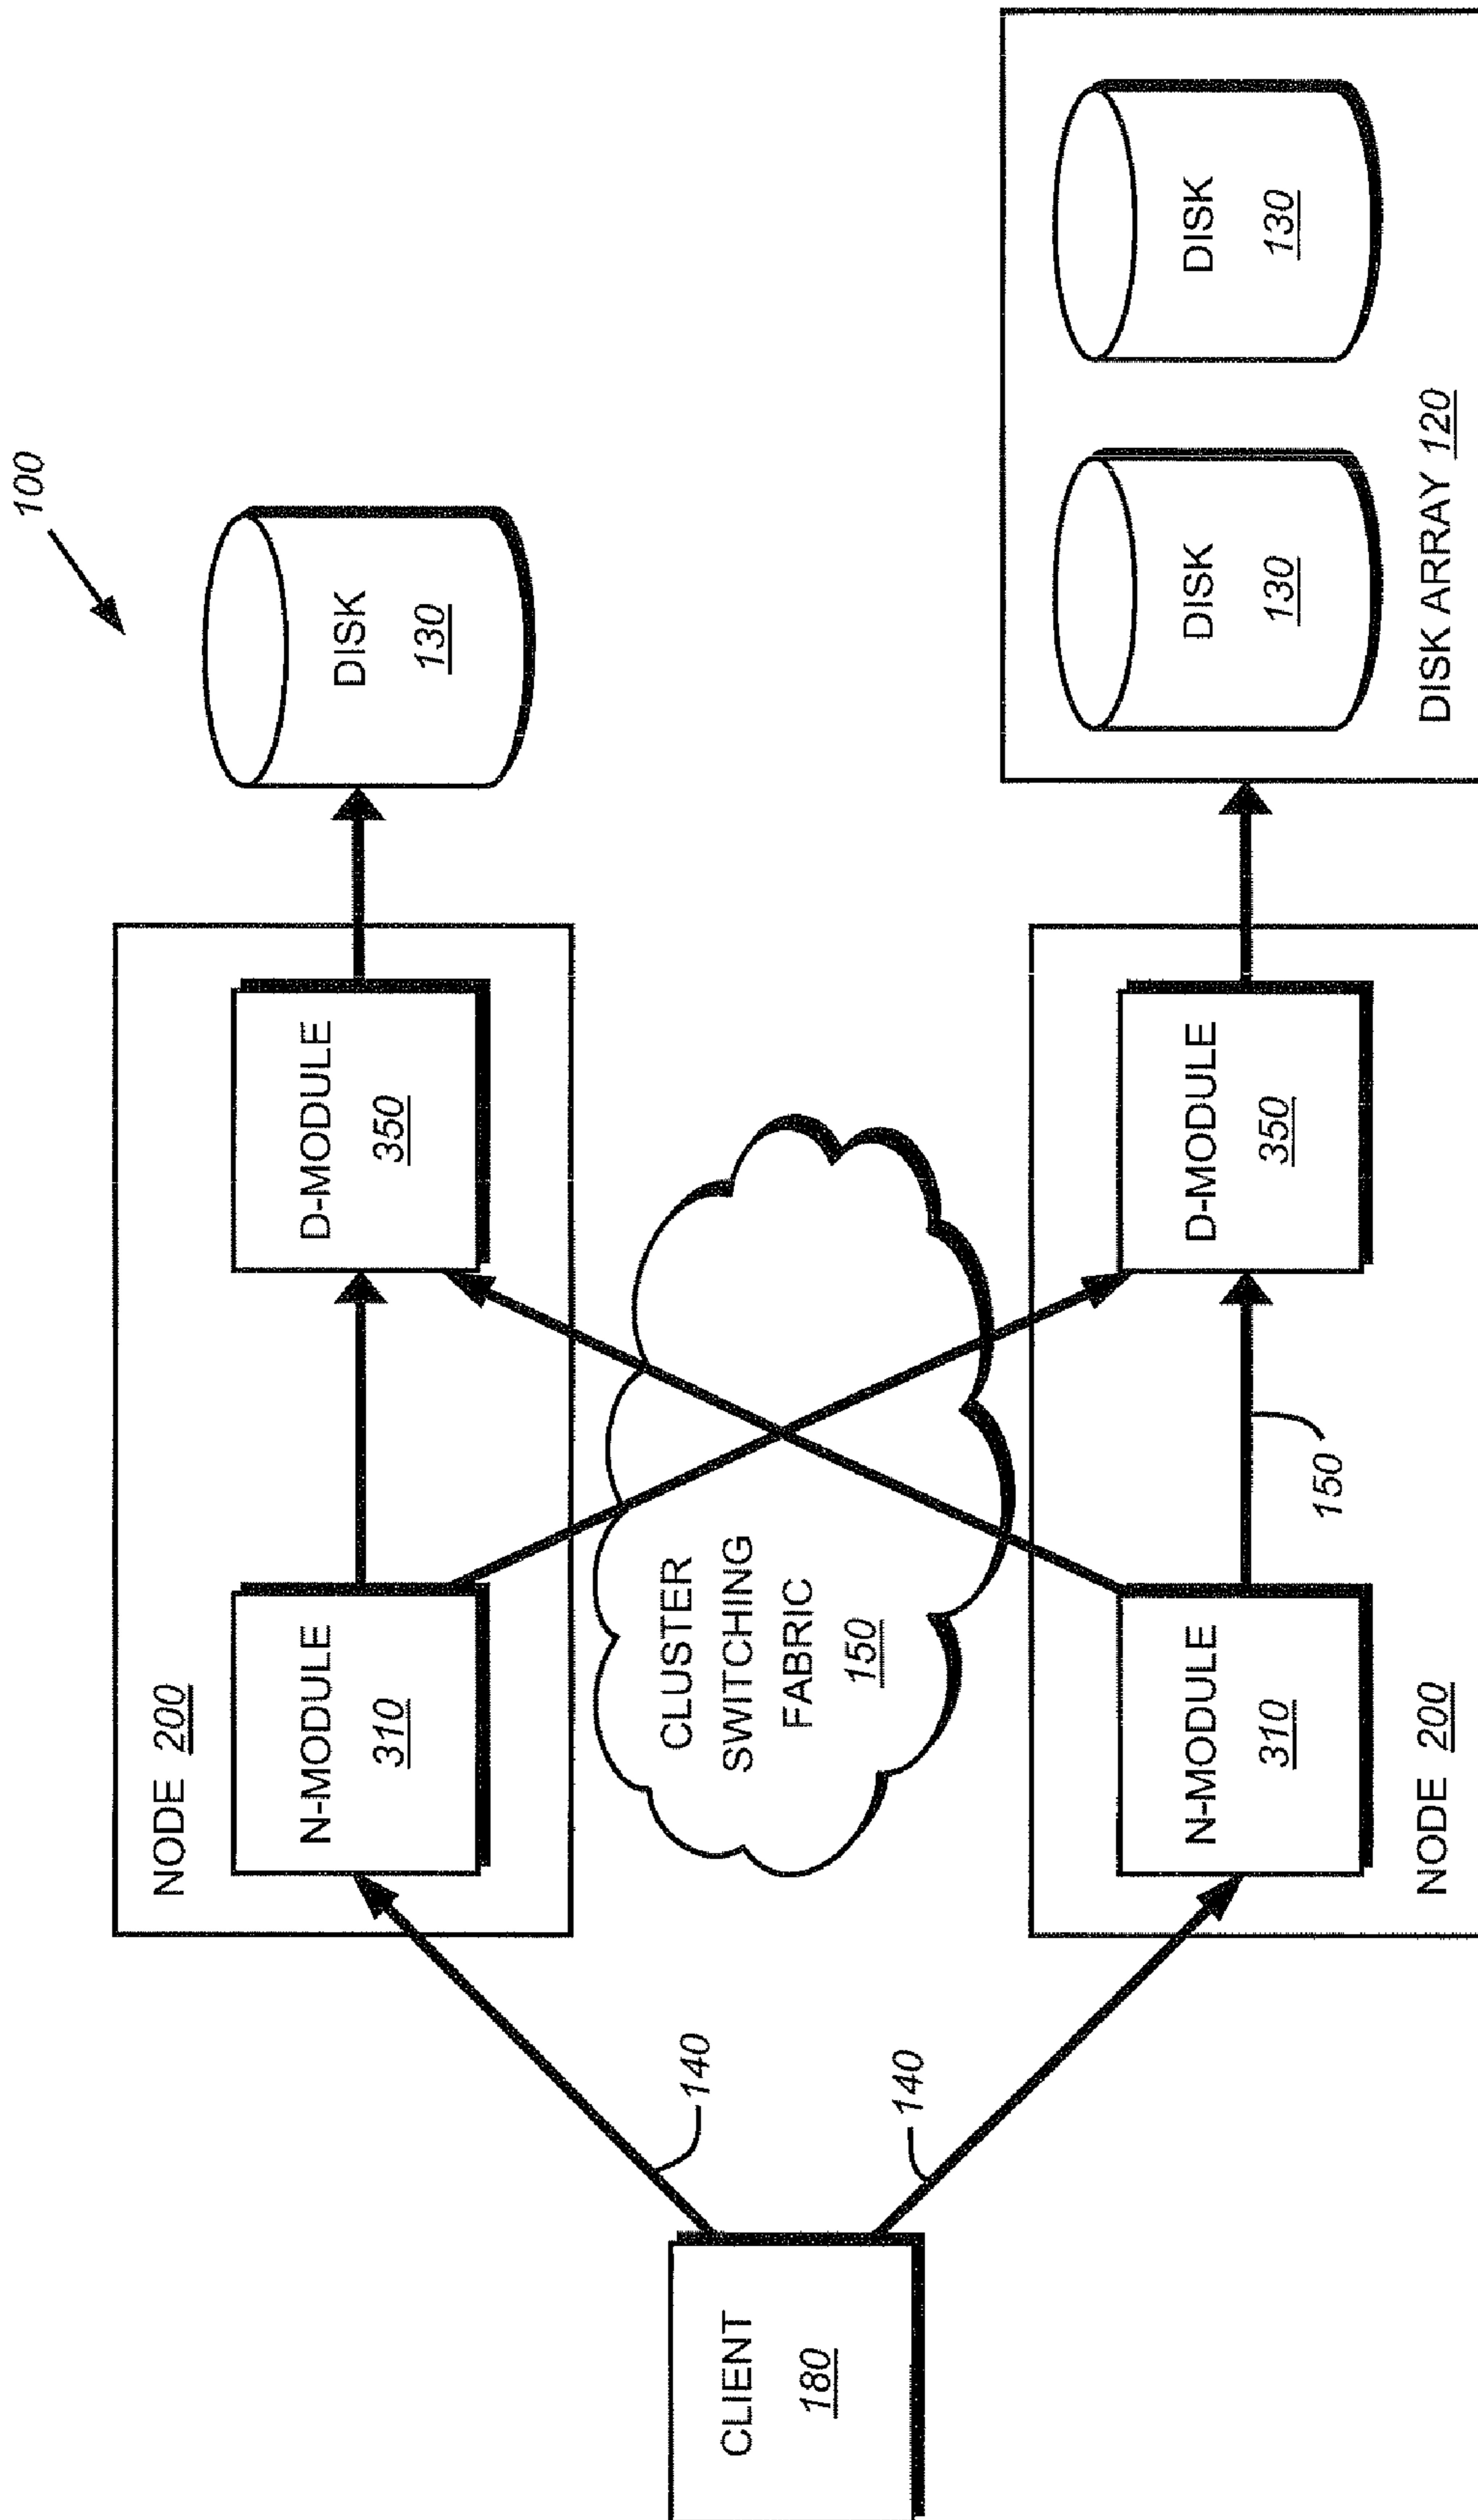 100
NODE 200
N-MODULE
310
D-MODULE
350
DISK
130
140
CLIENT
180
CLUSTER
SWITCHING
FABRIC
150
140
N-MODULE
310
150
D-MODULE
350
NODE 200
DISK
130
DISK
130
DISK ARRAY 120